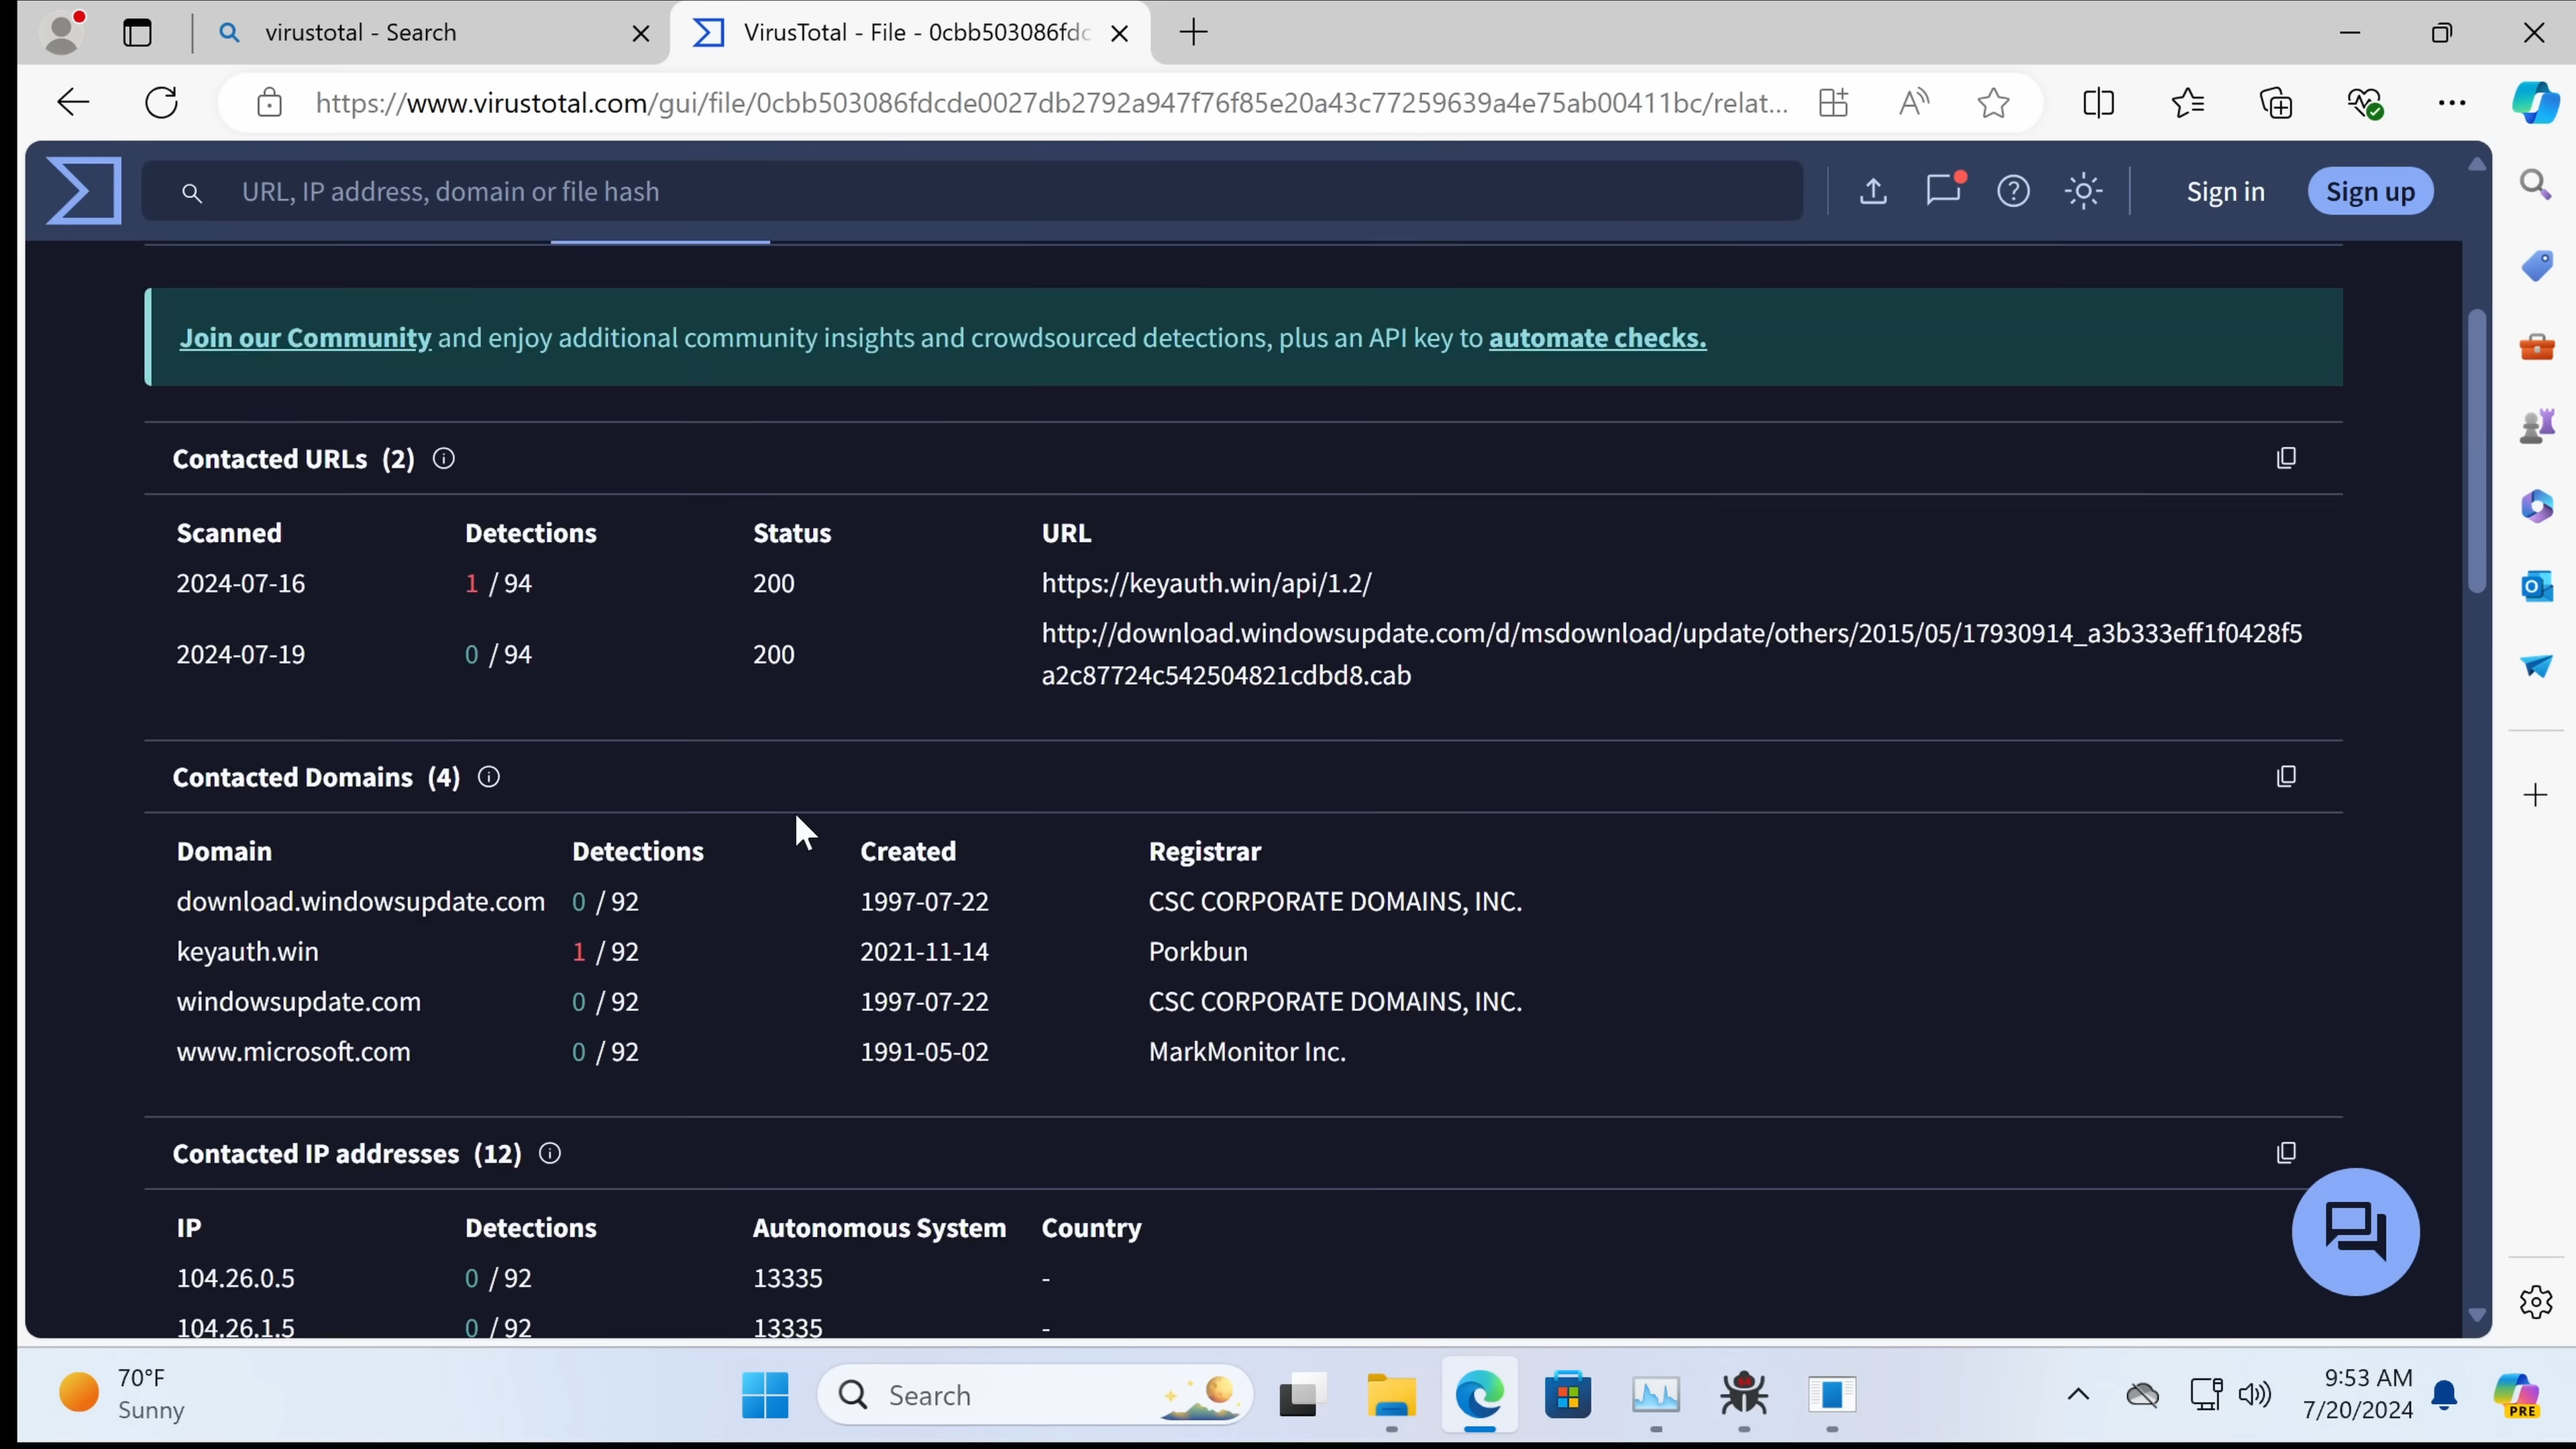 virustotal - Search
VirusTotal - File - 0cbb503086fdc
https://www.virustotal.com/gui/file/0cbb503086fdcde0027db2792a947f76f85e20a43c77259639a4e75ab00411bc/relat...
URL, IP address, domain or file hash
Sign in
Sign up
Join our Community and enjoy additional community insights and crowdsourced detections, plus an API key to automate checks.
Contacted URLs (2)
Scanned Detections Status URL
2024-07-16 1 / 94 200 https://keyauth.win/api/1.2/
2024-07-19 0 / 94 200 http://download.windowsupdate.com/d/msdownload/update/others/2015/05/17930914_a3b333eff1f0428f5
a2c87724c542504821cdbd8.cab
Contacted Domains (4)
Domain Detections Created Registrar
download.windowsupdate.com 0 / 92 1997-07-22 CSC CORPORATE DOMAINS, INC.
keyauth.win 1 / 92 2021-11-14 Porkbun
windowsupdate.com 0 / 92 1997-07-22 CSC CORPORATE DOMAINS, INC.
www.microsoft.com 0 / 92 1991-05-02 MarkMonitor Inc.
Contacted IP addresses (12)
IP Detections Autonomous System Country
104.26.0.5 0 / 92 13335 -
104.26.1.5 0 / 92 13335 -
70°F
Sunny
Search
9:53 AM
7/20/2024
PRE